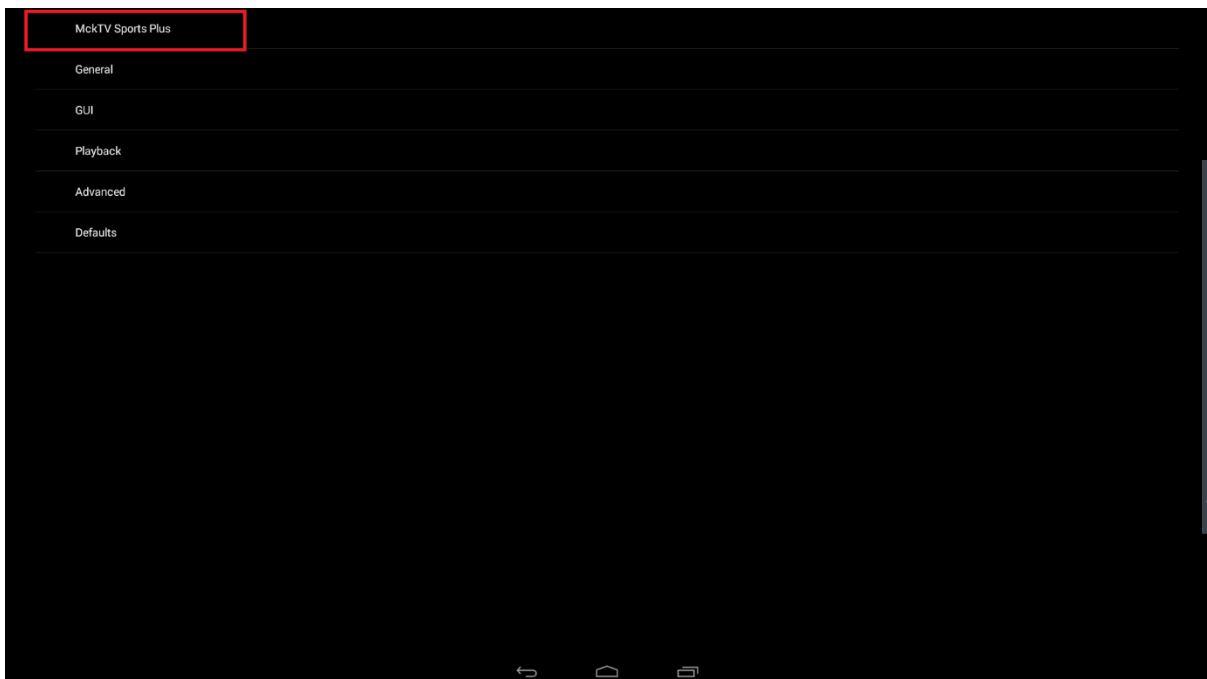 MckTV Sports Plus
General
GUI
Playback
Advanced
Defaults